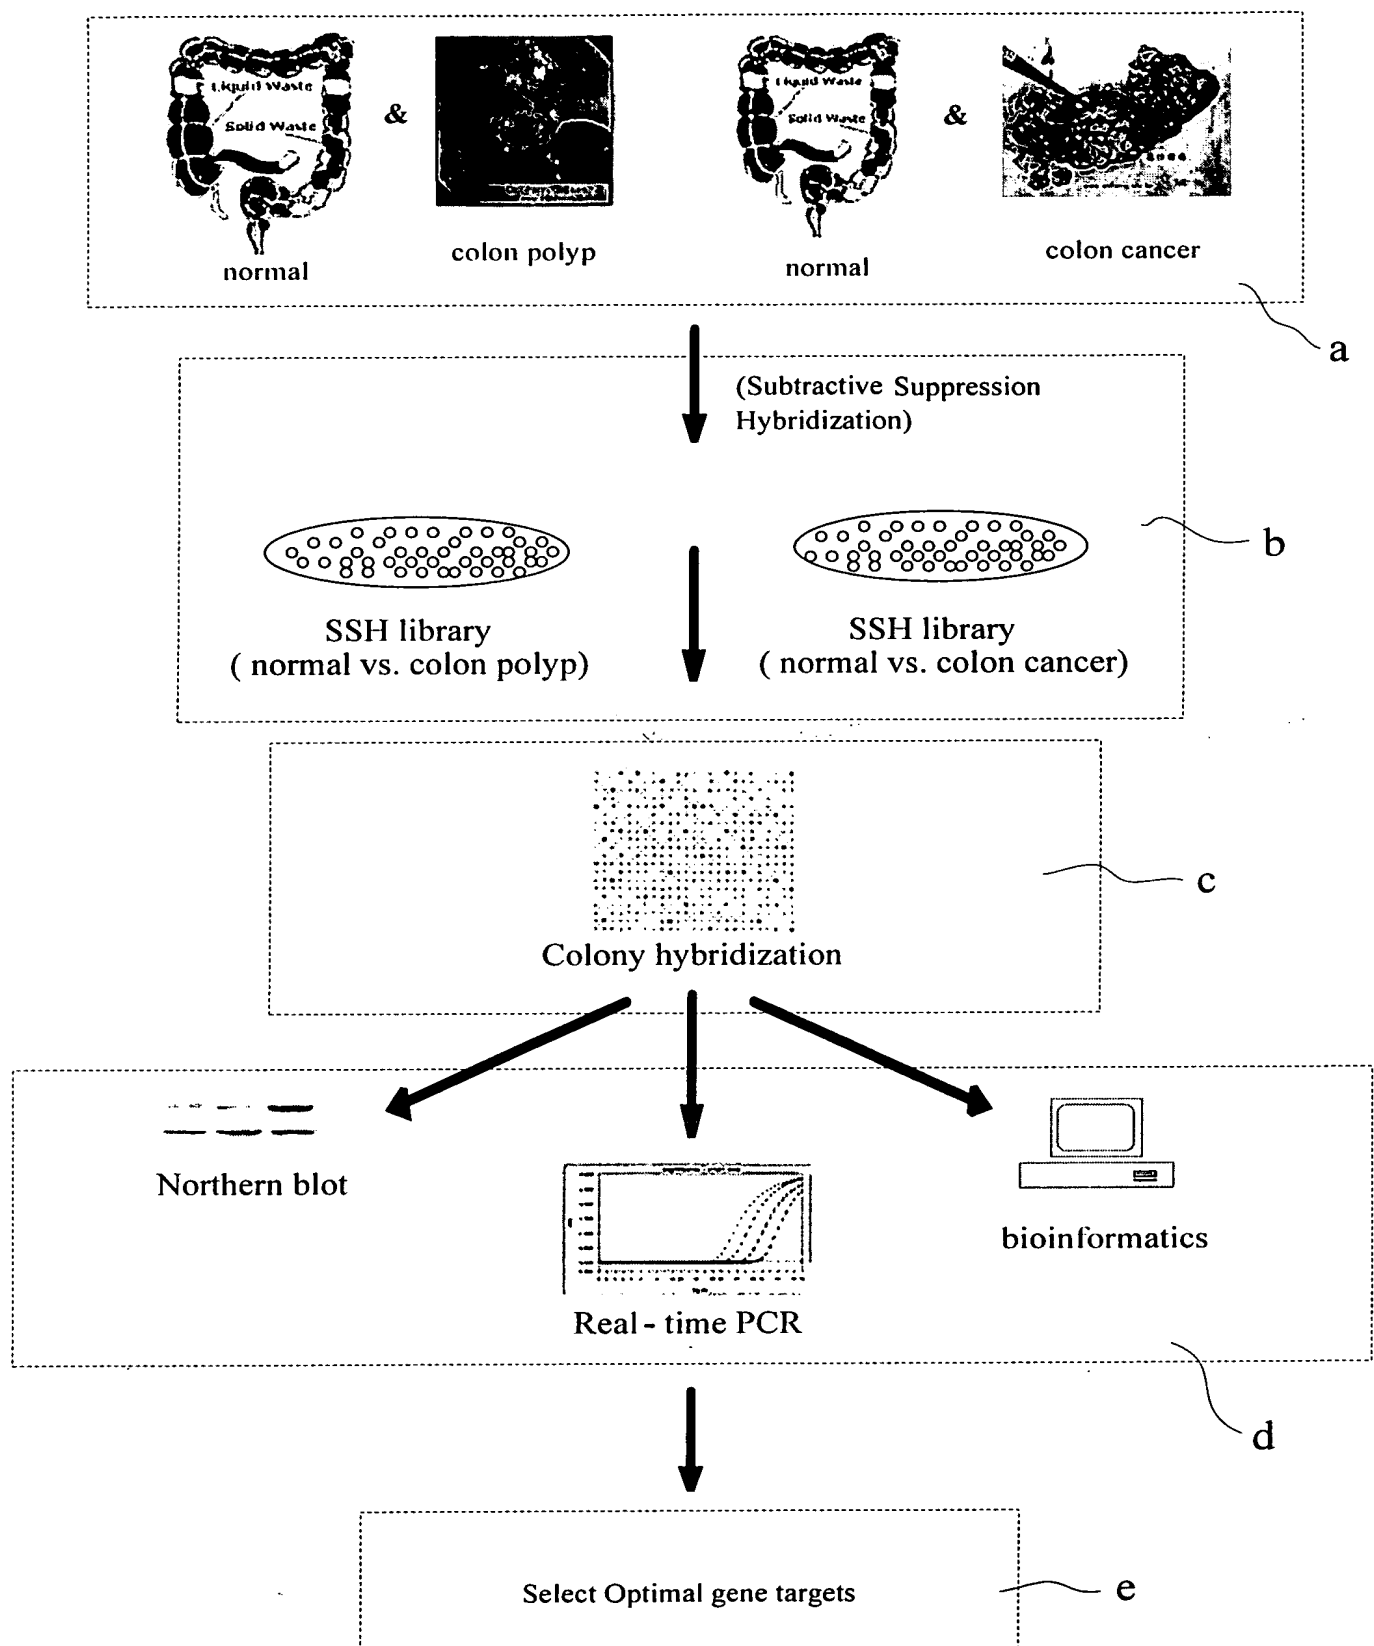 Liquid Waste
Solid Waste
&
normal
colon polyp
Liquid Waste
Solid Waste
&
normal
colon cancer
a
(Subtractive Suppression
Hybridization)
b
SSH library
( normal vs. colon polyp)
SSH library
( normal vs. colon cancer)
c
Colony hybridization
Northern blot
Real - time PCR
bioinformatics
d
Select Optimal gene targets
e